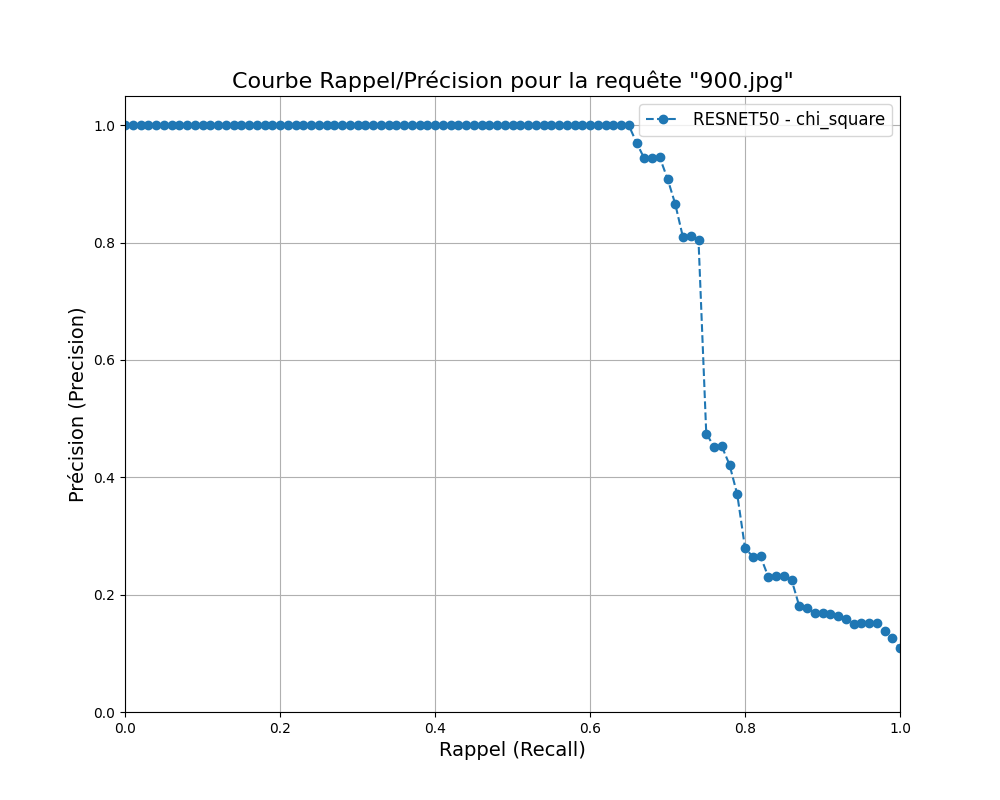 Courbe Rappel/Précision pour la requête "900.jpg"
RESNET50 - chi_square
1.0
0.8
0.6
0.4
0.2
0.0
Précision (Precision)
0.0 0.2 0.4 0.6 0.8 1.0
Rappel (Recall)